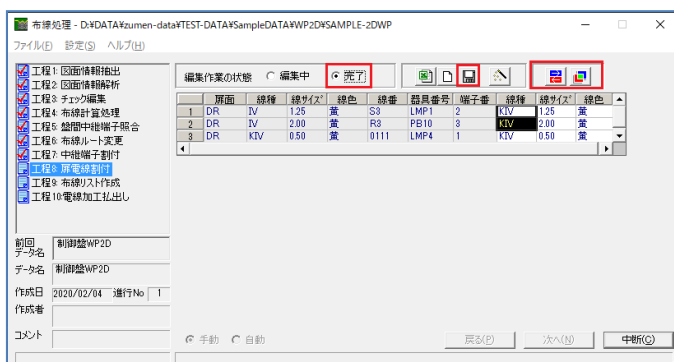 布線処理 - D:¥DATA¥zumen-data¥TEST-DATA¥SampleDATA¥WP2D¥SAMPLE-2DWP
ファイル(F) 設定(S) ヘルプ(H)
工程1: 図面情報抽出
工程2: 図面情報解析
工程3: チェック編集
工程4: 布線計算処理
工程5: 盤間中継端子照合
工程6: 布線ルート変更
工程7: 中継端子割付
工程8: 扉電線割付
工程9: 布線リスト作成
工程10:電線加工払出し
編集作業の状態 編集中 完了
扉面 線種 線サイズ 線色 線番 器具番号 端子番 線種 線サイズ 線色
1 DR IV 1.25 黄 S3 LMP1 2 KIV 1.25 黄
2 DR IV 2.00 黄 R3 PB10 3 KIV 2.00 黄
3 DR KIV 0.50 黄 0111 LMP4 1 KIV 0.50 黄
前回データ名 制御盤WP2D
データ名 制御盤WP2D
作成日 2020/02/04 進行No 1
作成者
コメント
手動 自動 戻る(P) 次へ(N) 中断(C)